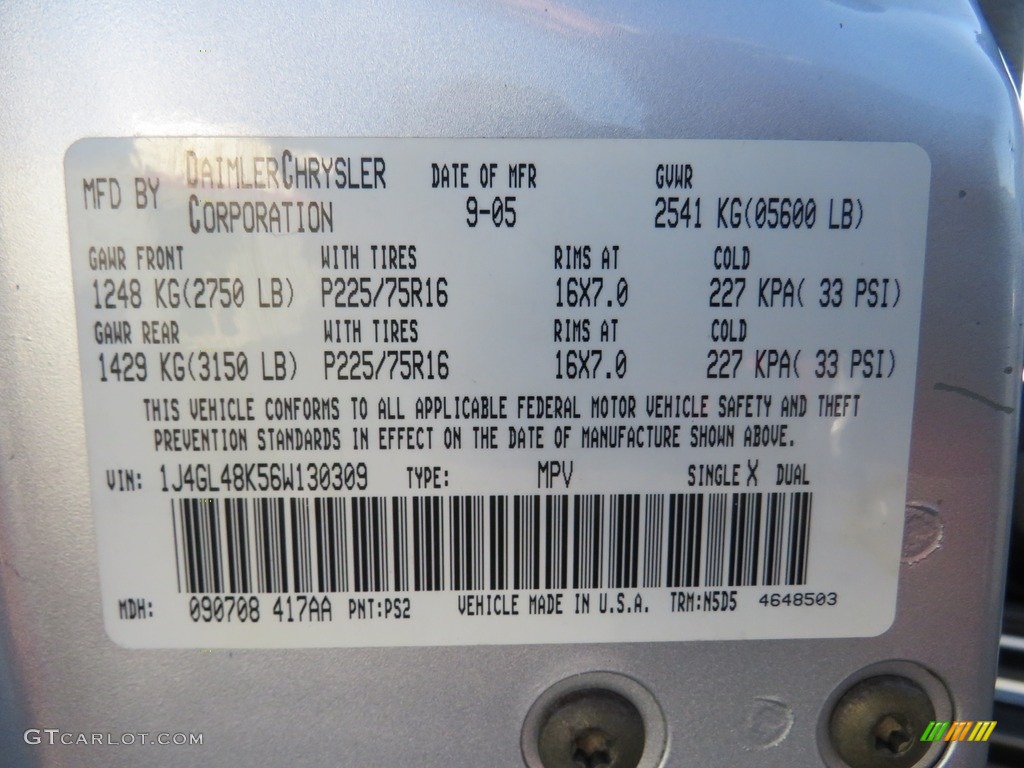 MFD BY DAIMLERCHRYSLER CORPORATION DATE OF MFR 9-05 GVWR 2541 KG(05600 LB)
GAWR FRONT WITH TIRES RIMS AT COLD
1248 KG(2750 LB) P225/75R16 16X7.0 227 KPA( 33 PSI)
GAWR REAR WITH TIRES RIMS AT COLD
1429 KG(3150 LB) P225/75R16 16X7.0 227 KPA( 33 PSI)
THIS VEHICLE CONFORMS TO ALL APPLICABLE FEDERAL MOTOR VEHICLE SAFETY AND THEFT
PREVENTION STANDARDS IN EFFECT ON THE DATE OF MANUFACTURE SHOWN ABOVE.
VIN: 1J4GL48K56W130309 TYPE: MPV SINGLE X DUAL
MDH: 090708 417AA PNT:PS2 VEHICLE MADE IN U.S.A. TRM:N5D5 4648503
GTCARLOT.COM